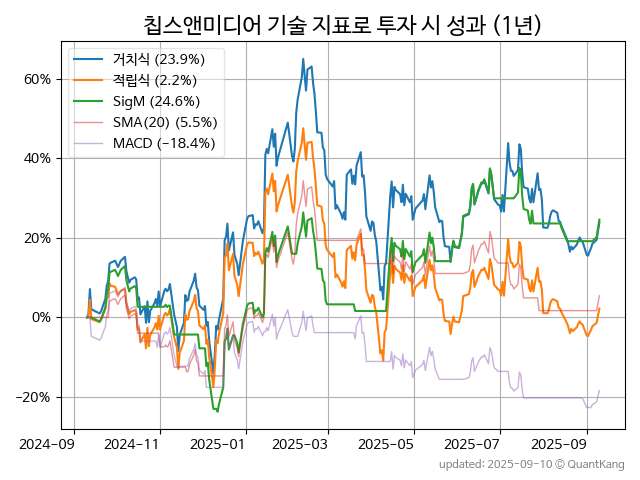 칩스앤미디어 기술 지표로 투자 시 성과 (1년)
거치식 (23.9%)
적립식 (2.2%)
SigM (24.6%)
SMA(20) (5.5%)
MACD (−18.4%)
60%
40%
20%
0%
−20%
2024-09 2024-11 2025-01 2025-03 2025-05 2025-07 2025-09
updated: 2025-09-10 © QuantKang